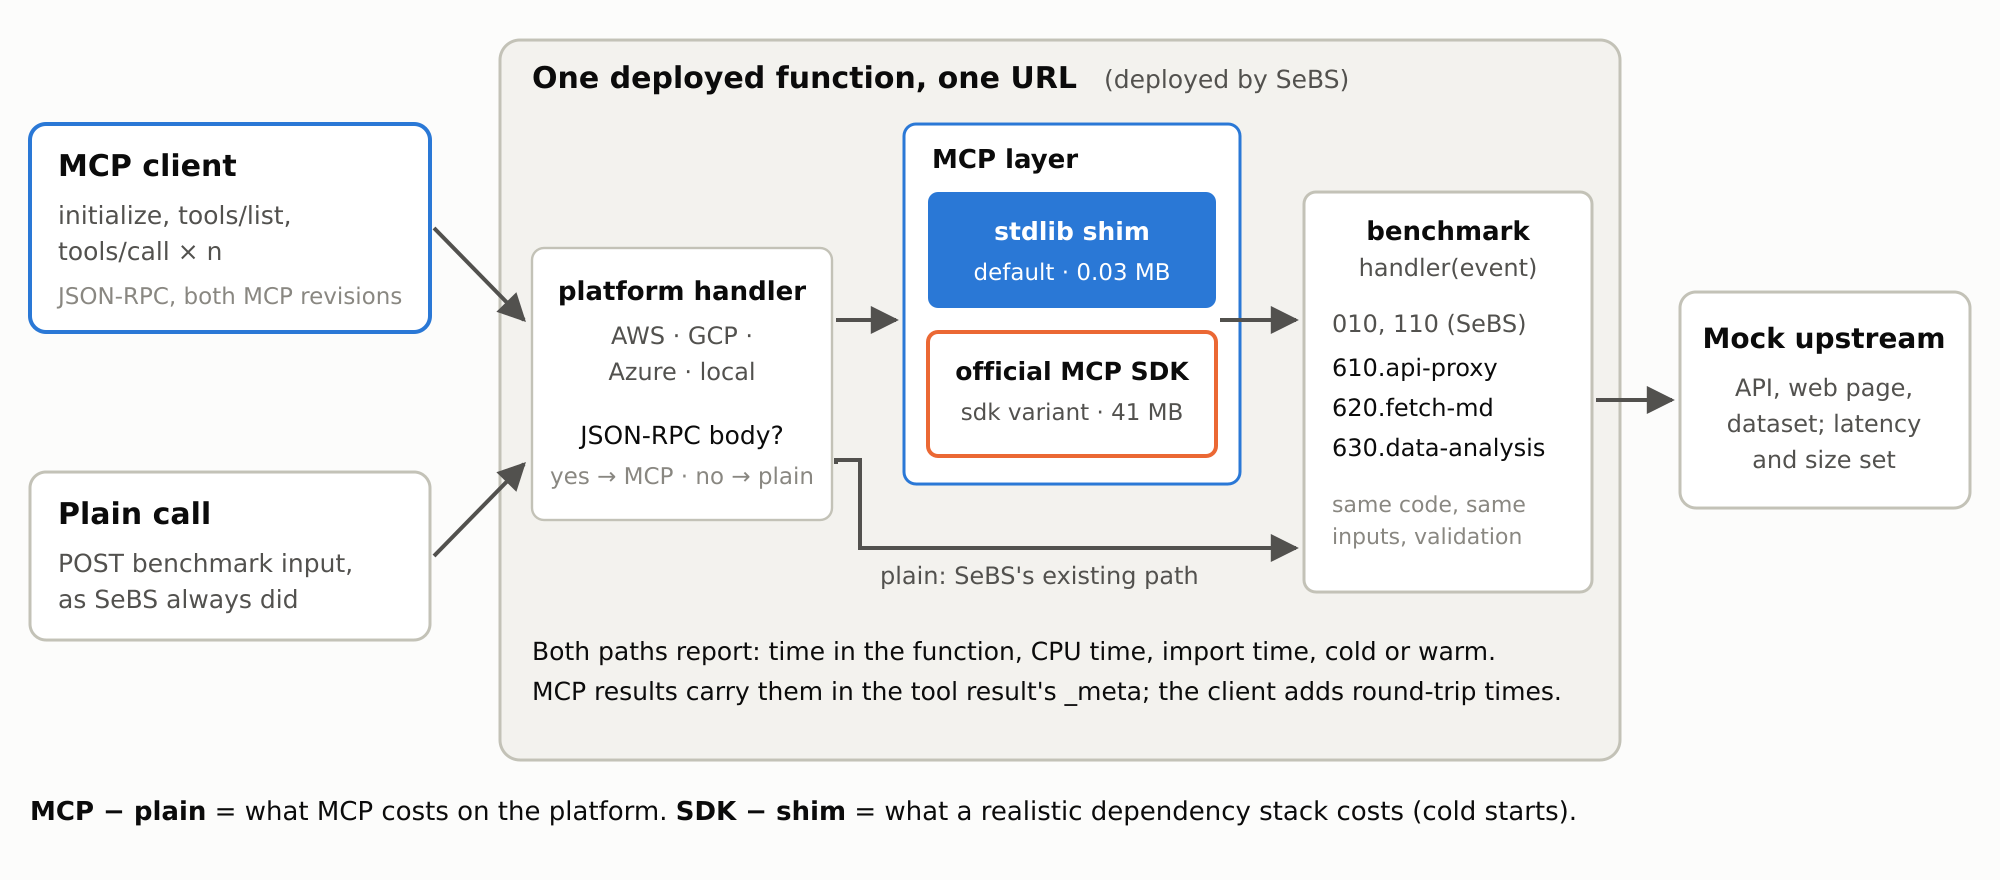 One deployed function, one URL (deployed by SeBS)
MCP client
initialize, tools/list,
tools/call × n
JSON-RPC, both MCP revisions
Plain call
POST benchmark input,
as SeBS always did
platform handler
AWS · GCP ·
Azure · local
JSON-RPC body?
yes → MCP · no → plain
MCP layer
stdlib shim
default · 0.03 MB
official MCP SDK
sdk variant · 41 MB
plain: SeBS's existing path
benchmark
handler(event)
010, 110 (SeBS)
610.api-proxy
620.fetch-md
630.data-analysis
same code, same
inputs, validation
Mock upstream
API, web page,
dataset; latency
and size set
Both paths report: time in the function, CPU time, import time, cold or warm.
MCP results carry them in the tool result's _meta; the client adds round-trip times.
MCP − plain = what MCP costs on the platform. SDK − shim = what a realistic dependency stack costs (cold starts).